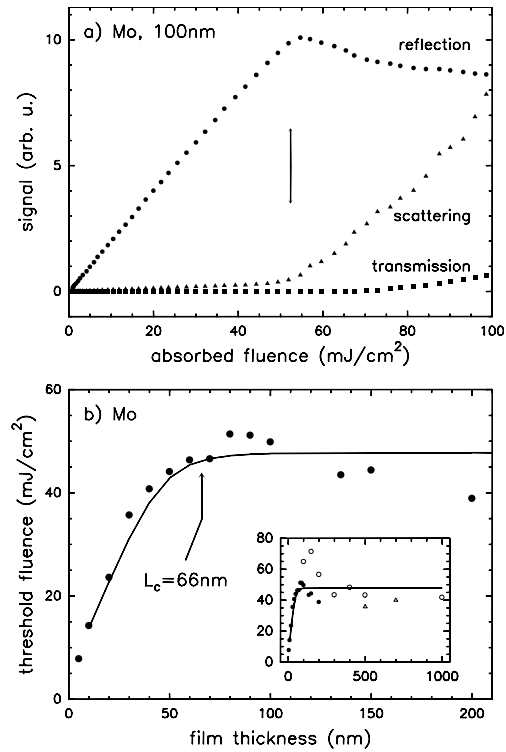 a) Mo, 100nm
reflection
scattering
transmission
10
5
0
signal (arb. u.)
0 20 40 60 80 100
absorbed fluence (mJ/cm²)
b) Mo
60
40
20
0
threshold fluence (mJ/cm²)
L_c=66nm
80
60
40
20
0
0 500 1000
0 50 100 150 200
film thickness (nm)